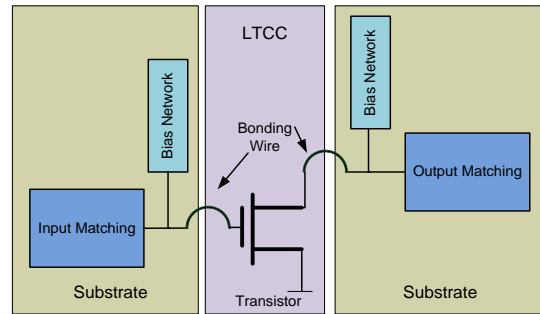 LTCC
Bias Network
Bias Network
Bonding
Wire
Input Matching
Output Matching
Substrate
Transistor
Substrate